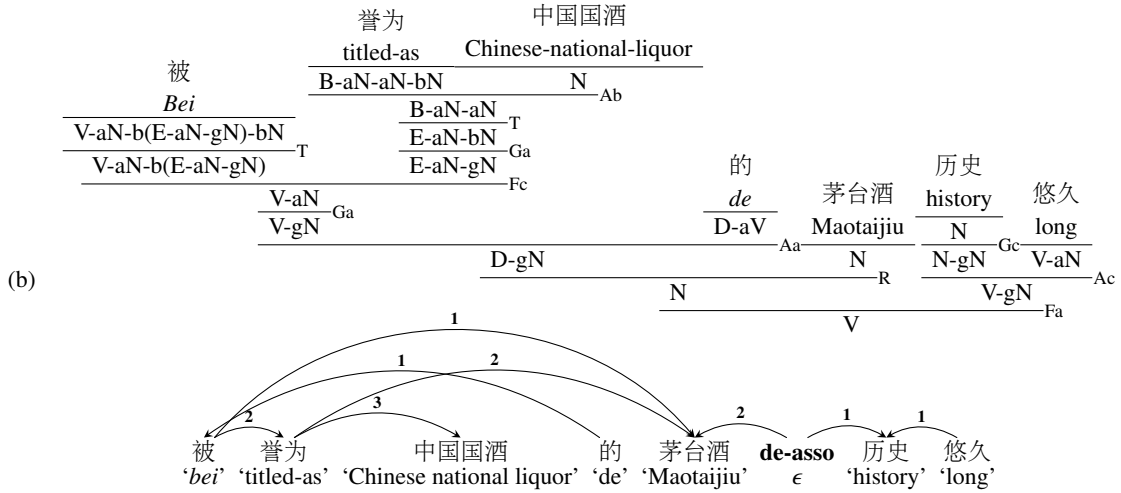 誉为 中国国酒
titled-as Chinese-national-liquor
被 B-aN-aN-bN N Ab
Bei B-aN-aN T
V-aN-b(E-aN-gN)-bN T E-aN-bN Ga
V-aN-b(E-aN-gN) E-aN-gN Fc
的 历史
V-aN Ga de 茅台酒 history 悠久
V-gN D-aV Maotaijiu N Gc long
Aa
D-gN N R N-gN V-aN Ac
(b)
N V-gN Fa
V
1
1 2
2 3 2 1 1
被 誉为 中国国酒 的 茅台酒 de-asso 历史 悠久
‘bei’ ‘titled-as’ ‘Chinese national liquor’ ‘de’ ‘Maotaijiu’ ϵ ‘history’ ‘long’